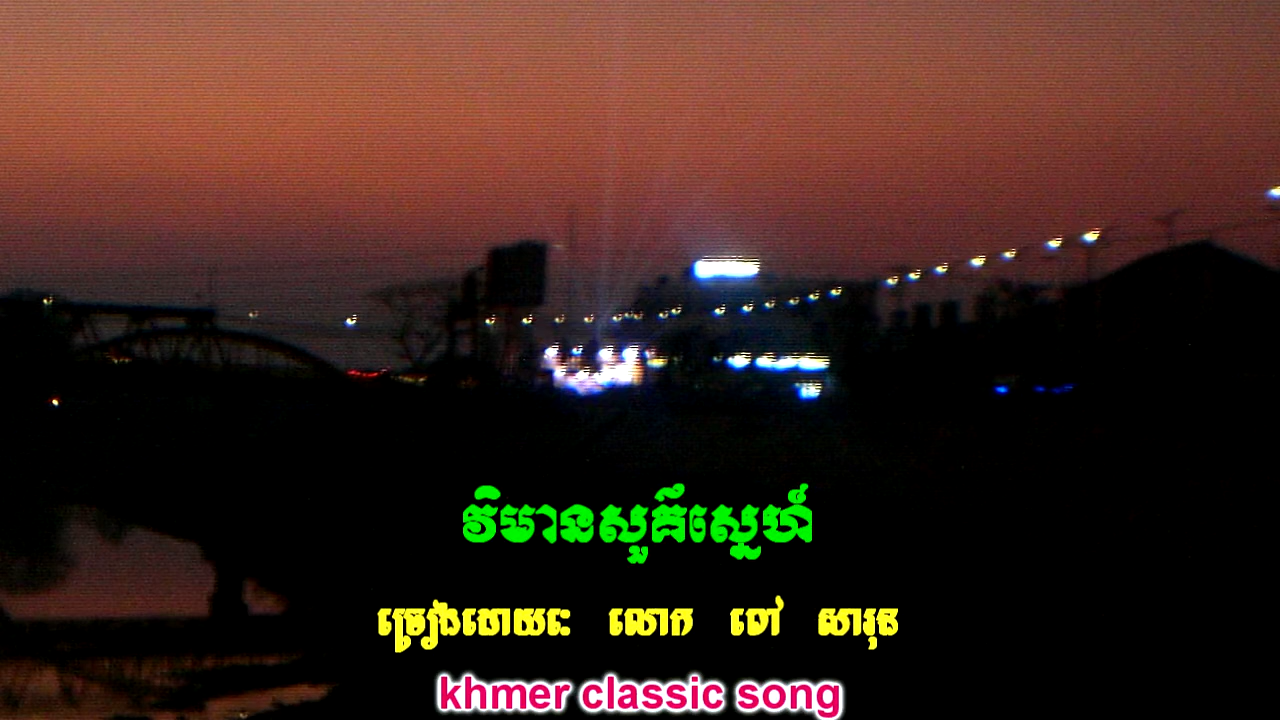 វិមានសួគ៏ស្នេហ៍
ច្រៀងដោយ៖ លោក ទៅ សារុន
khmer classic song